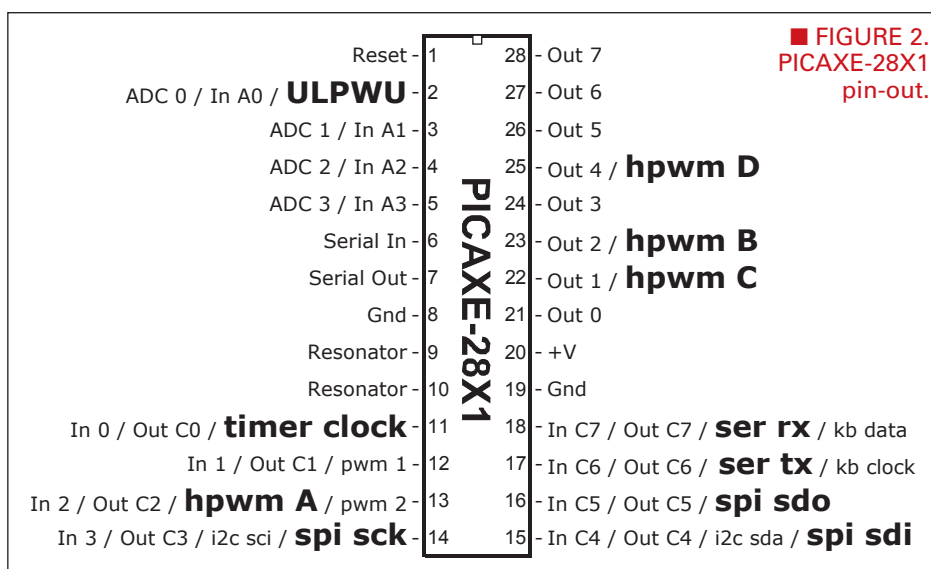 ■ FIGURE 2.
PICAXE-28X1
pin-out.
Reset - 1
ADC 0 / In A0 / ULPWU - 2
ADC 1 / In A1 - 3
ADC 2 / In A2 - 4
ADC 3 / In A3 - 5
Serial In - 6
Serial Out - 7
Gnd - 8
Resonator - 9
Resonator - 10
In 0 / Out C0 / timer clock - 11
In 1 / Out C1 / pwm 1 - 12
In 2 / Out C2 / hpwm A / pwm 2 - 13
In 3 / Out C3 / i2c sci / spi sck - 14
PICAXE-28X1
28 - Out 7
27 - Out 6
26 - Out 5
25 - Out 4 / hpwm D
24 - Out 3
23 - Out 2 / hpwm B
22 - Out 1 / hpwm C
21 - Out 0
20 - +V
19 - Gnd
18 - In C7 / Out C7 / ser rx / kb data
17 - In C6 / Out C6 / ser tx / kb clock
16 - In C5 / Out C5 / spi sdo
15 - In C4 / Out C4 / i2c sda / spi sdi